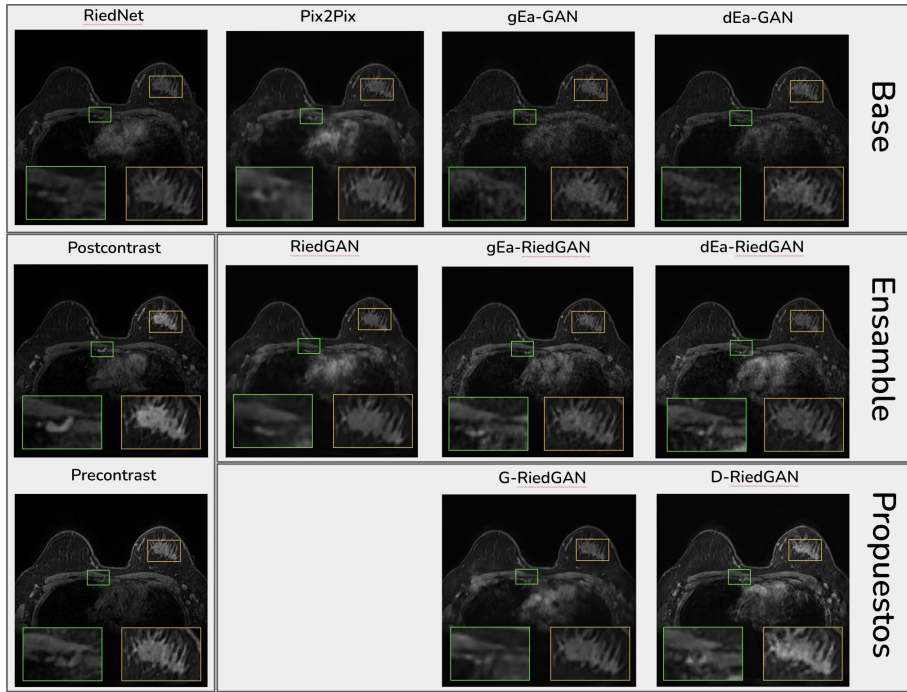 RiedNet
Pix2Pix
gEa-GAN
dEa-GAN
Base
Postcontrast
RiedGAN
gEa-RiedGAN
dEa-RiedGAN
Ensamble
Precontrast
G-RiedGAN
D-RiedGAN
Propuestos